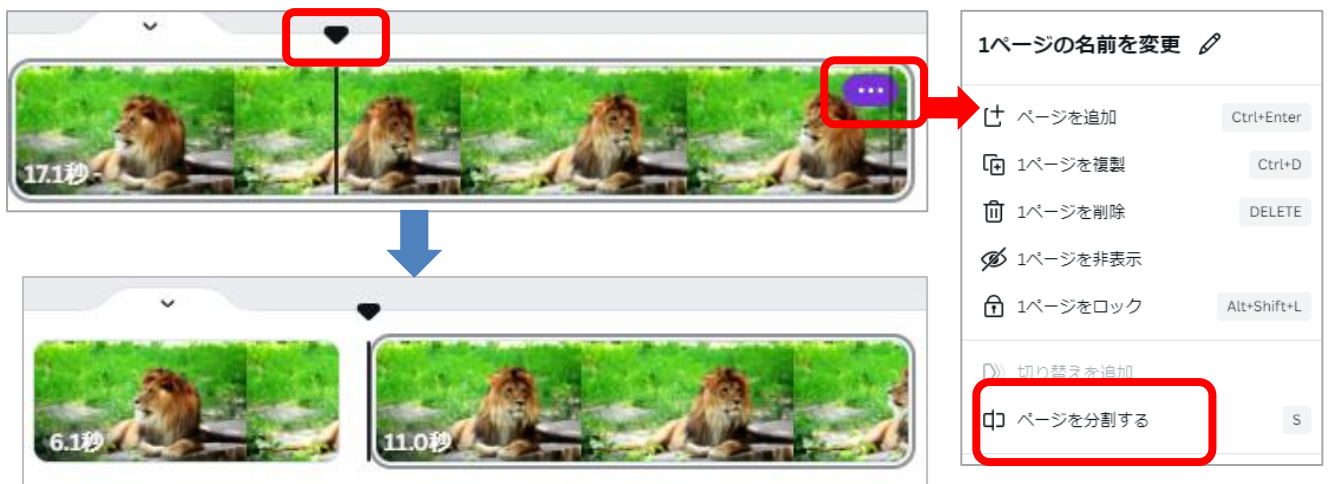 17.1秒
6.1秒
11.0秒
1ページの名前を変更
ページを追加 Ctrl+Enter
1ページを複製 Ctrl+D
1ページを削除 DELETE
1ページを非表示
1ページをロック Alt+Shift+L
切り替えを追加
ページを分割する S